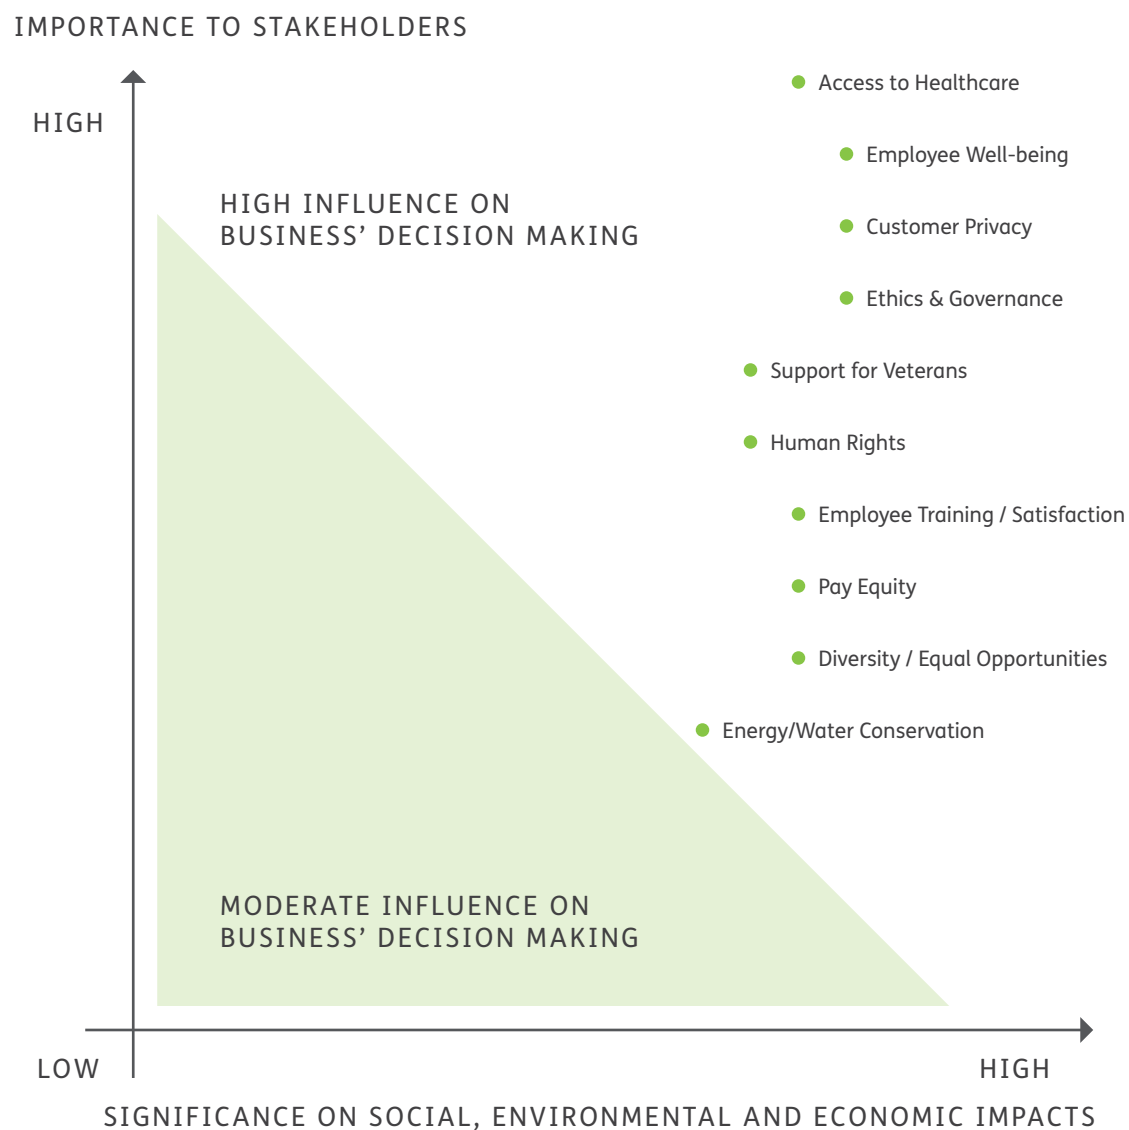 IMPORTANCE TO STAKEHOLDERS
HIGH
Access to Healthcare
Employee Well-being
HIGH INFLUENCE ON
BUSINESS’ DECISION MAKING
Customer Privacy
Ethics & Governance
Support for Veterans
Human Rights
Employee Training / Satisfaction
Pay Equity
Diversity / Equal Opportunities
Energy/Water Conservation
MODERATE INFLUENCE ON
BUSINESS’ DECISION MAKING
LOW
HIGH
SIGNIFICANCE ON SOCIAL, ENVIRONMENTAL AND ECONOMIC IMPACTS